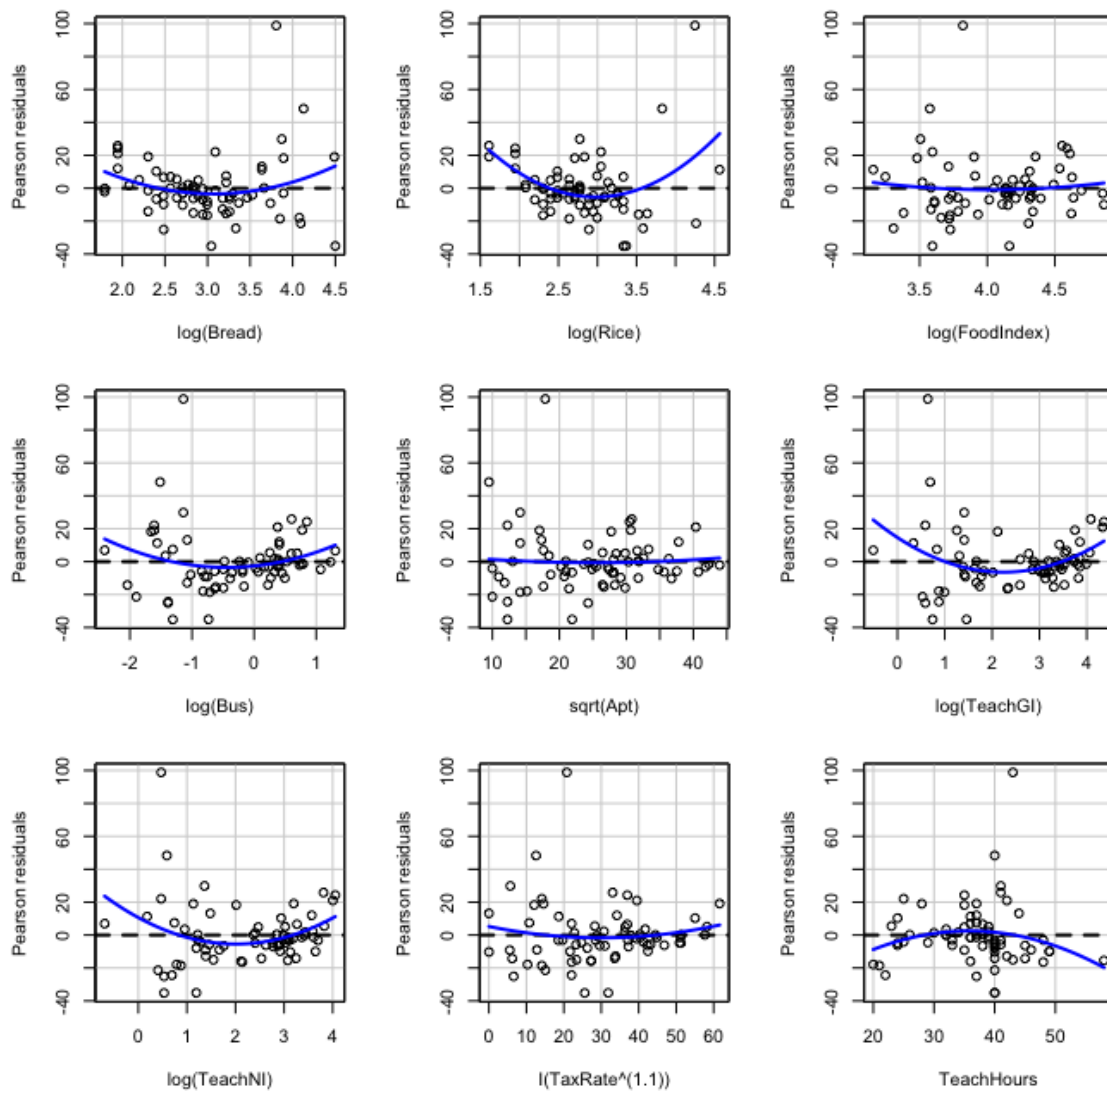 Pearson residuals
-40 0 20 60 100
2.0 2.5 3.0 3.5 4.0 4.5
log(Bread)
Pearson residuals
-40 0 20 60 100
1.5 2.5 3.5 4.5
log(Rice)
Pearson residuals
-40 0 20 60 100
3.5 4.0 4.5
log(FoodIndex)
Pearson residuals
-40 0 20 60 100
-2 -1 0 1
log(Bus)
Pearson residuals
-40 0 20 60 100
10 20 30 40
sqrt(Apt)
Pearson residuals
-40 0 20 60 100
0 1 2 3 4
log(TeachGI)
Pearson residuals
-40 0 20 60 100
0 1 2 3 4
log(TeachNI)
Pearson residuals
-40 0 20 60 100
0 10 20 30 40 50 60
I(TaxRate^(1.1))
Pearson residuals
-40 0 20 60 100
20 30 40 50
TeachHours